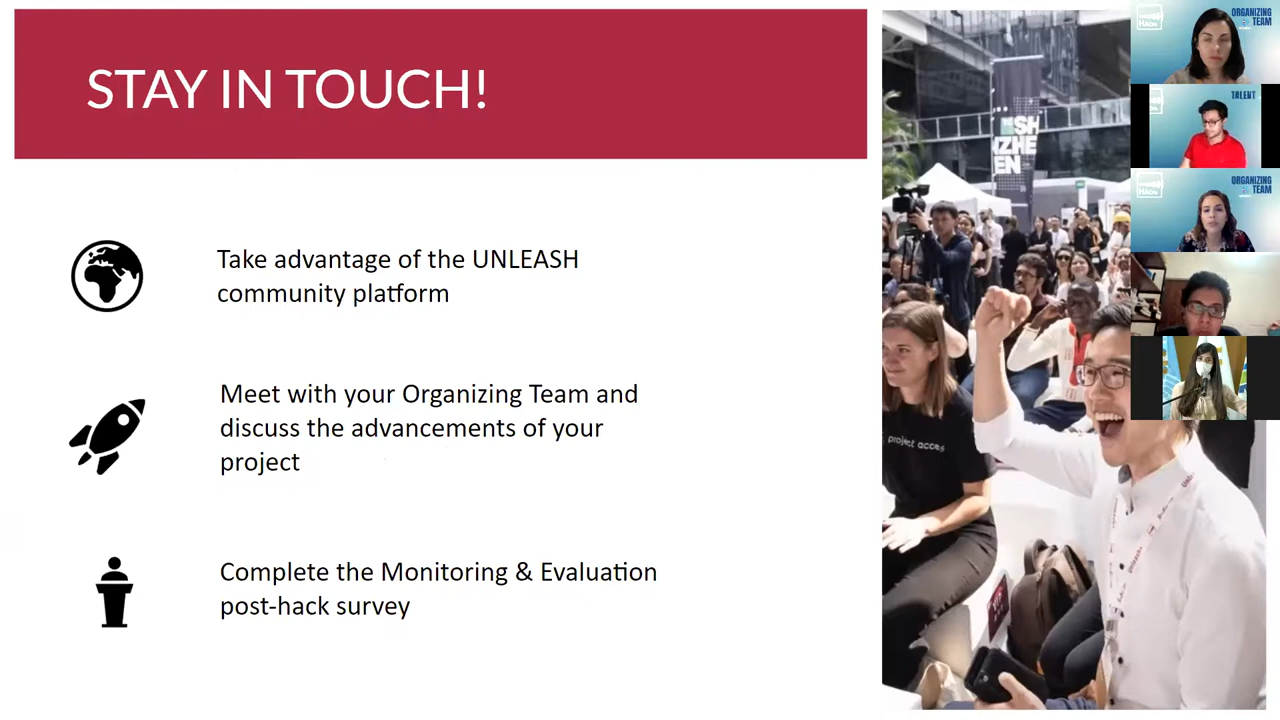 STAY IN TOUCH!
Take advantage of the UNLEASH
community platform
Meet with your Organizing Team and
discuss the advancements of your
project
Complete the Monitoring & Evaluation
post-hack survey
SH
ZHE
EN
project access
ORGANIZING
TEAM
TALENT
ORGANIZING
TEAM